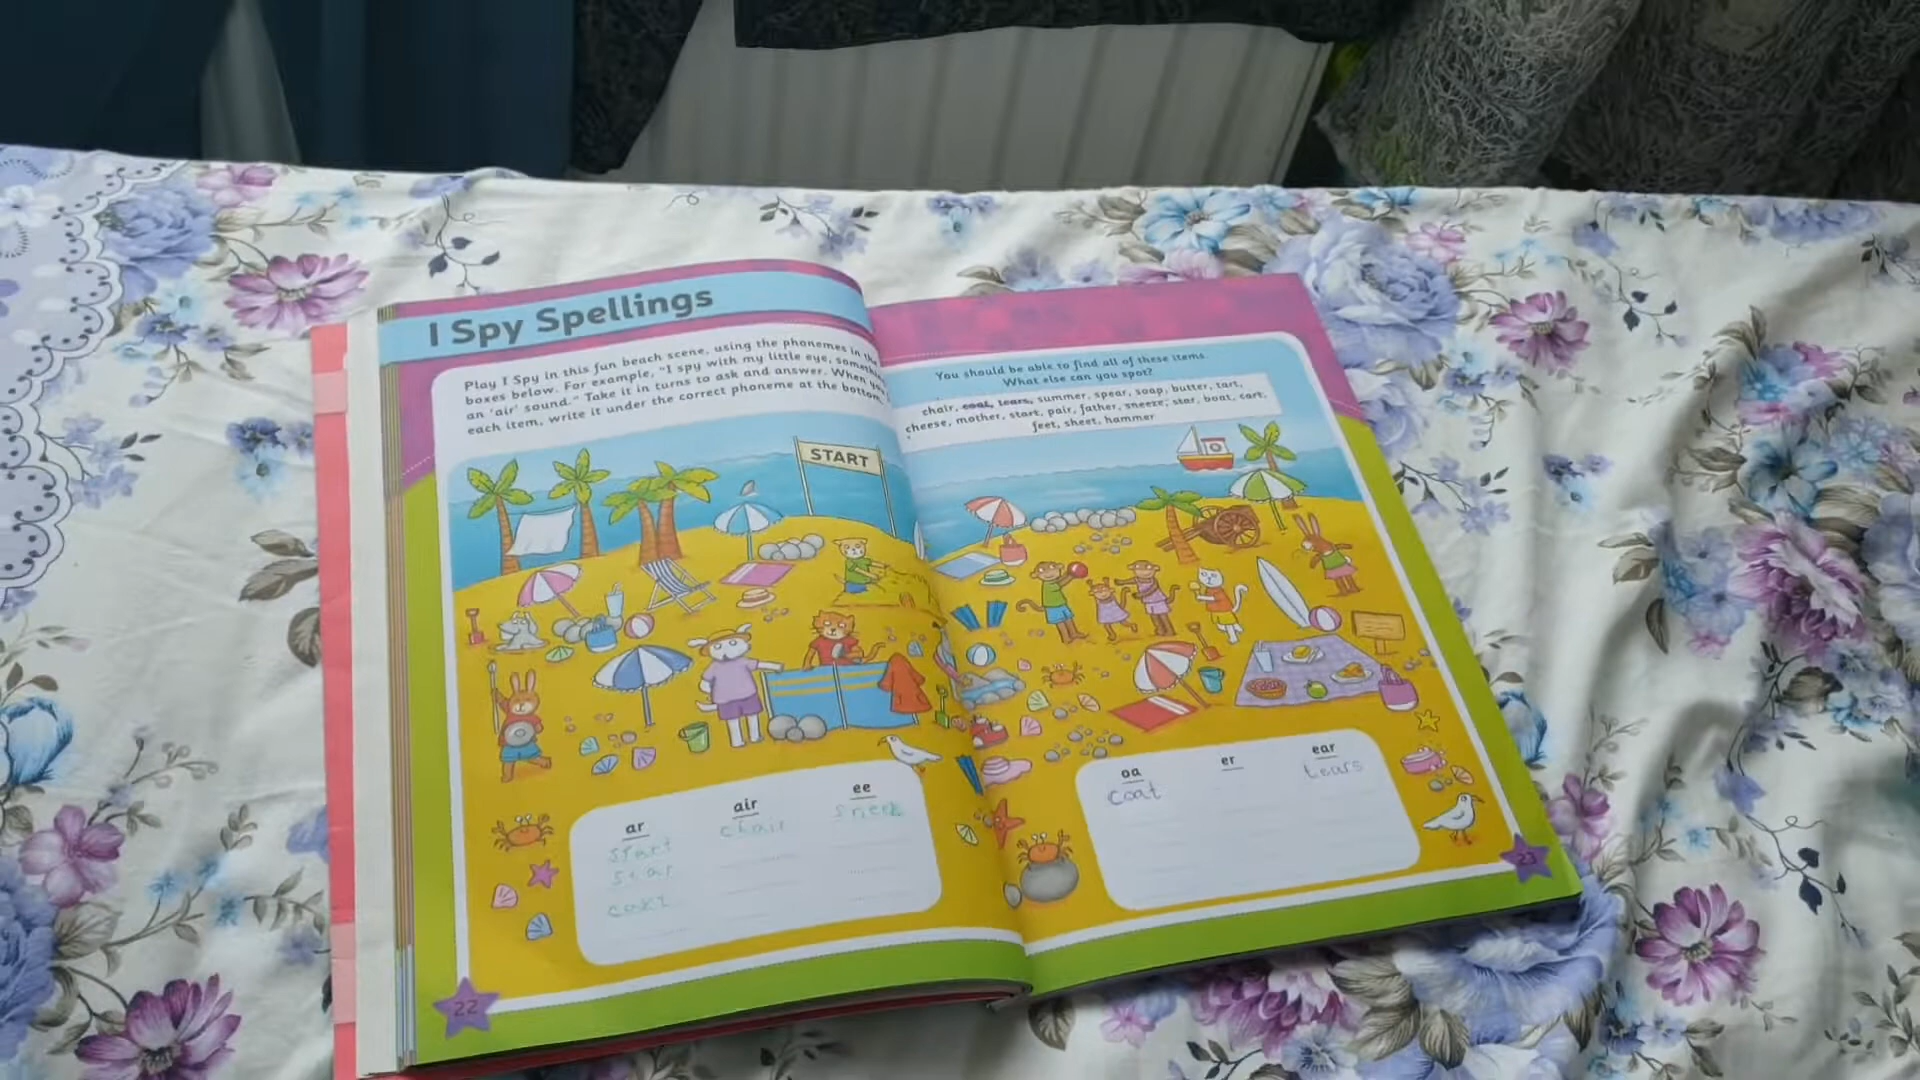 I Spy Spellings
Play I Spy in this fun beach scene, using the phonemes in the
boxes below. For example, "I spy with my little eye, something
an 'air' sound." Take it in turns to ask and answer. When you
each item, write it under the correct phoneme at the bottom.
START
ar
start
star
cart
air
chair
ee
22
You should be able to find all of these items.
What else can you spot?
chair, coat, tears, summer, spear, soap, butter, tart,
cheese, mother, start, pair, father, sneeze, star, boat, cart,
feet, sheet, hammer
oa
coat
er
ear
tears
23